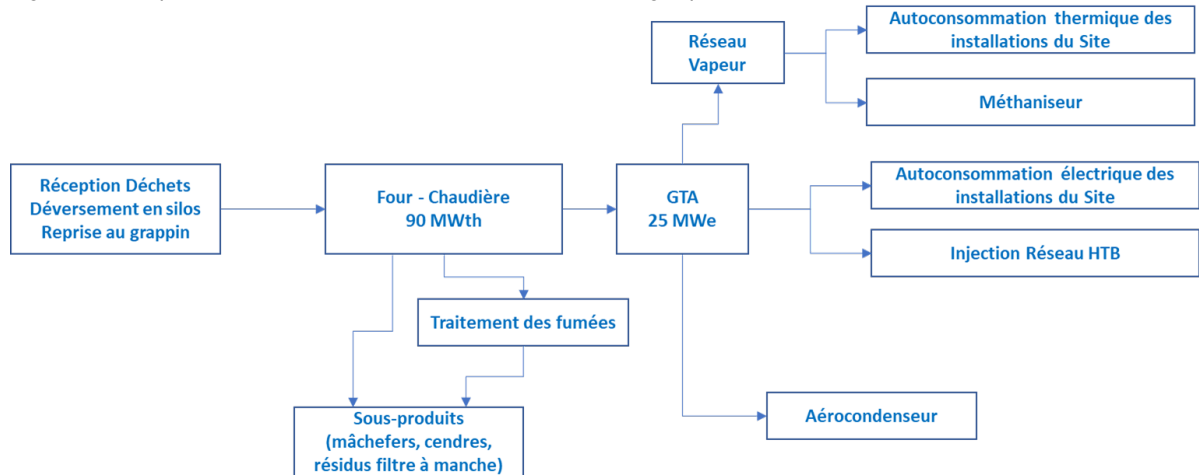 Réseau
Vapeur
Autoconsommation thermique des
installations du Site
Méthaniseur
Réception Déchets
Déversement en silos
Reprise au grappin
Four - Chaudière
90 MWth
GTA
25 MWe
Autoconsommation électrique des
installations du Site
Injection Réseau HTB
Traitement des fumées
Aérocondenseur
Sous-produits
(mâchefers, cendres,
résidus filtre à manche)